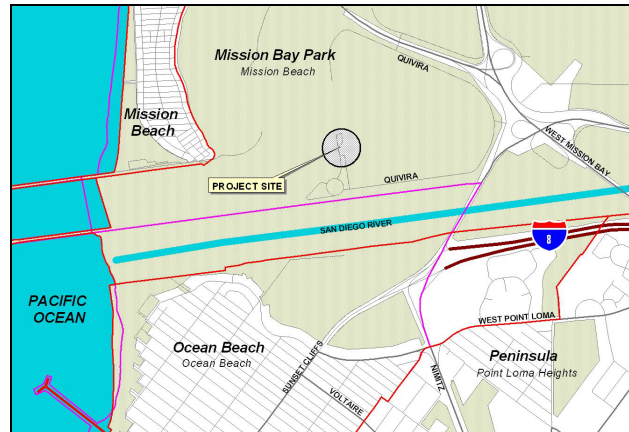 Mission Bay Park
Mission Beach
QUIVIRA
Mission
Beach
WEST MISSION BAY
PROJECT SITE
QUIVIRA
SAN DIEGO RIVER
8
PACIFIC
OCEAN
WEST POINT LOMA
Ocean Beach
Ocean Beach
SUNSET CLIFFS
Peninsula
Point Loma Heights
NIMITZ
VOLTAIRE